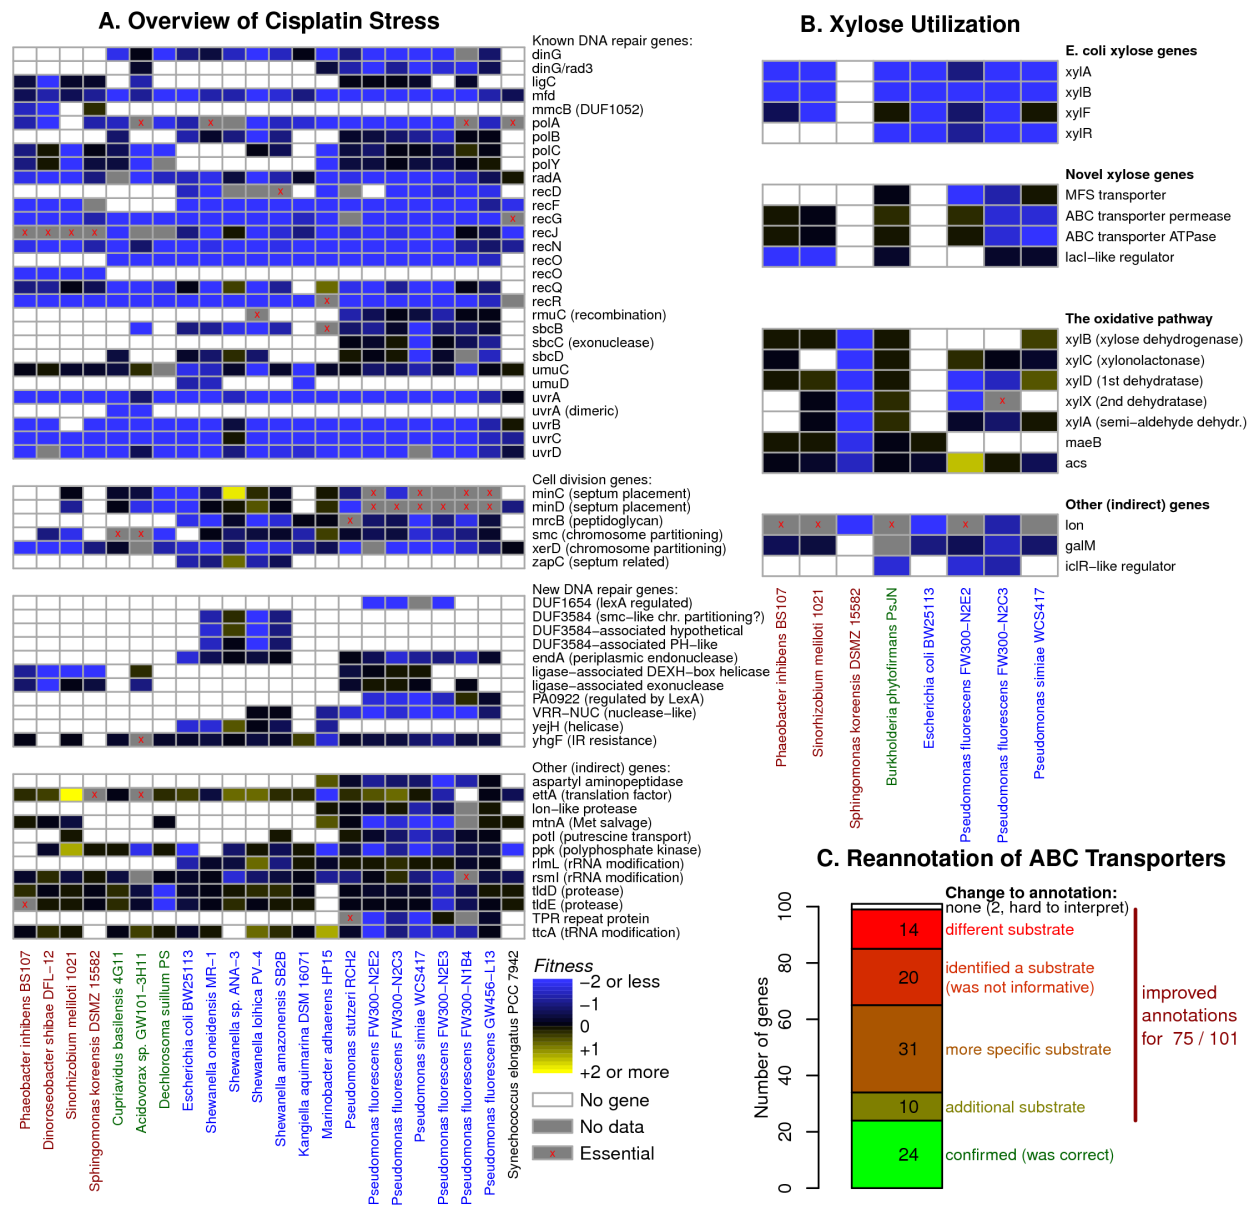 A. Overview of Cisplatin Stress
Known DNA repair genes:
dinG
dinG/rad3
ligC
mfd
mmcB (DUF1052)
polA
polB
polC
polY
radA
recD
recF
recG
recJ
recN
recO
recO
recQ
recR
rmuC (recombination)
sbcB
sbcC (exonuclease)
sbcD
umuC
umuD
uvrA
uvrA (dimeric)
uvrB
uvrC
uvrD
Cell division genes:
minC (septum placement)
minD (septum placement)
mrcB (peptidoglycan)
smc (chromosome partitioning)
xerD (chromosome partitioning)
zapC (septum related)
New DNA repair genes:
DUF1654 (lexA regulated)
DUF3584 (smc−like chr. partitioning?)
DUF3584−associated hypothetical
DUF3584−associated PH−like
endA (periplasmic endonuclease)
ligase−associated DEXH−box helicase
ligase−associated exonuclease
PA0922 (regulated by LexA)
VRR−NUC (nuclease−like)
yejH (helicase)
yhgF (IR resistance)
Other (indirect) genes:
aspartyl aminopeptidase
ettA (translation factor)
lon−like protease
mtnA (Met salvage)
potI (putrescine transport)
ppk (polyphosphate kinase)
rlmL (rRNA modification)
rsmI (rRNA modification)
tldD (protease)
tldE (protease)
TPR repeat protein
ttcA (tRNA modification)
Phaeobacter inhibens BS107
Dinoroseobacter shibae DFL−12
Sinorhizobium meliloti 1021
Sphingomonas koreensis DSMZ 15582
Cupriavidus basilensis 4G11
Acidovorax sp. GW101−3H11
Dechlorosoma suillum PS
Escherichia coli BW25113
Shewanella oneidensis MR−1
Shewanella sp. ANA−3
Shewanella loihica PV−4
Shewanella amazonensis SB2B
Kangiella aquimarina DSM 16071
Marinobacter adhaerens HP15
Pseudomonas stutzeri RCH2
Pseudomonas fluorescens FW300−N2E2
Pseudomonas fluorescens FW300−N2C3
Pseudomonas simiae WCS417
Pseudomonas fluorescens FW300−N2E3
Pseudomonas fluorescens FW300−N1B4
Pseudomonas fluorescens GW456−L13
Synechococcus elongatus PCC 7942
Fitness
−2 or less
−1
0
+1
+2 or more
No gene
No data
x Essential
B. Xylose Utilization
E. coli xylose genes
xylA
xylB
xylF
xylR
Novel xylose genes
MFS transporter
ABC transporter permease
ABC transporter ATPase
lacI−like regulator
The oxidative pathway
xylB (xylose dehydrogenase)
xylC (xylonolactonase)
xylD (1st dehydratase)
xylX (2nd dehydratase)
xylA (semi−aldehyde dehydr.)
maeB
acs
Other (indirect) genes
lon
galM
iclR−like regulator
Phaeobacter inhibens BS107
Sinorhizobium meliloti 1021
Sphingomonas koreensis DSMZ 15582
Burkholderia phytofirmans PsJN
Escherichia coli BW25113
Pseudomonas fluorescens FW300−N2E2
Pseudomonas fluorescens FW300−N2C3
Pseudomonas simiae WCS417
C. Reannotation of ABC Transporters
Number of genes
0
20
40
60
80
100
Change to annotation:
none (2, hard to interpret)
14 different substrate
20 identified a substrate
(was not informative)
31 more specific substrate
10 additional substrate
24 confirmed (was correct)
improved
annotations
for 75 / 101